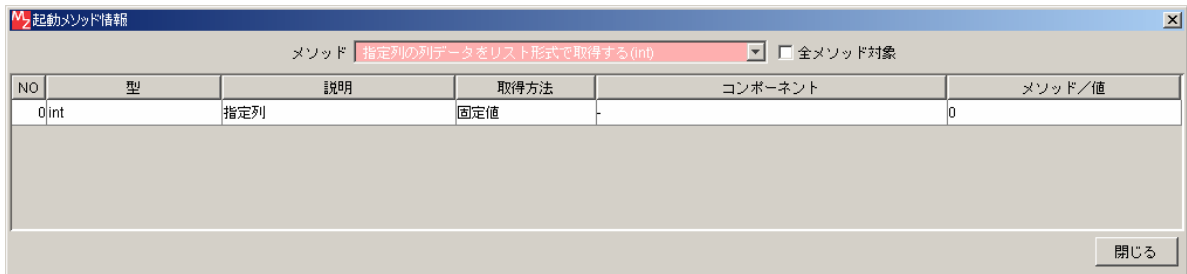 Mz 起動メソッド情報
メソッド 指定列の列データをリスト形式で取得する(int) 全メソッド対象
NO 型 説明 取得方法 コンポーネント メソッド／値
0 int 指定列 固定値 - 0
閉じる